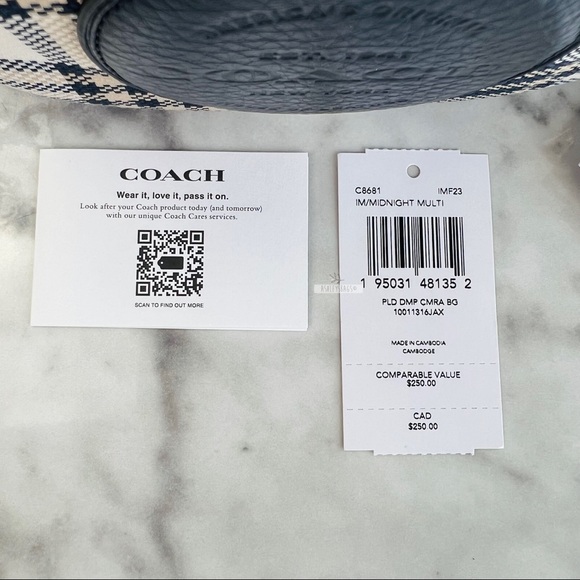 COACH
Wear it, love it, pass it on.
Look after your Coach product today (and tomorrow)
with our unique Coach Cares services.
SCAN TO FIND OUT MORE
C8681 IMF23
IM/MIDNIGHT MULTI
1 95031 48135 2
PLD DMP CMRA BG
10011316JAX
MADE IN CAMBODIA
CAMBODGE
COMPARABLE VALUE
$250.00
CAD
$250.00